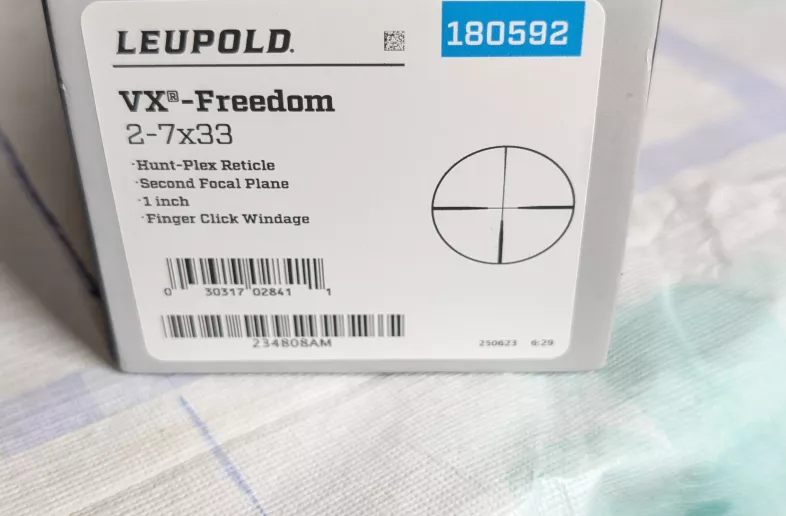 LEUPOLD.
180592
VX®-Freedom
2-7x33
·Hunt-Plex Reticle
·Second Focal Plane
·1 inch
·Finger Click Windage
0 30317 02841 1
234808AM
250623 6:29